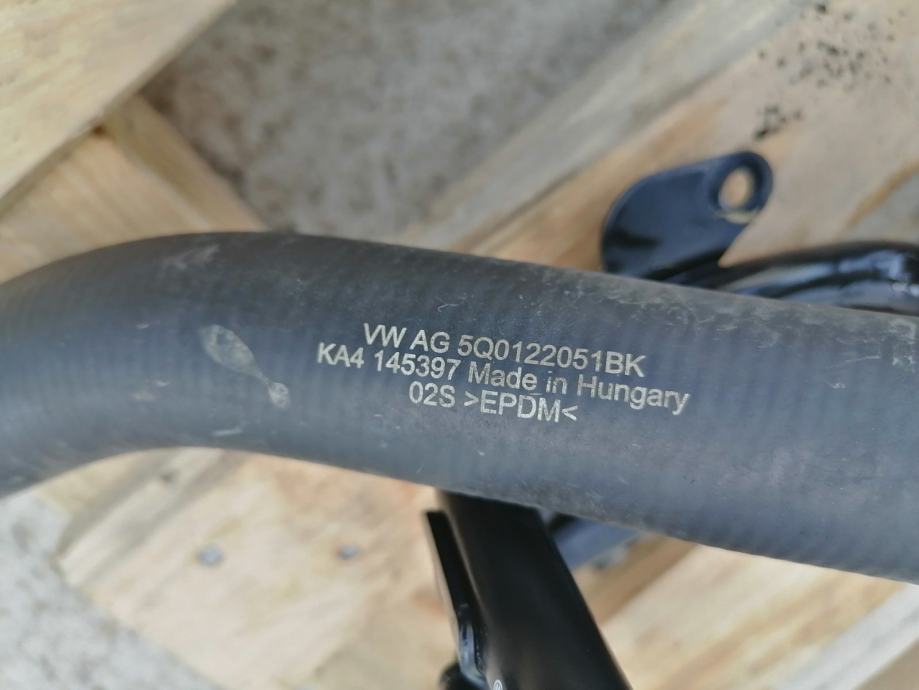 VW AG 5Q0122051BK
KA4 145397 Made in Hungary
02S >EPDM<